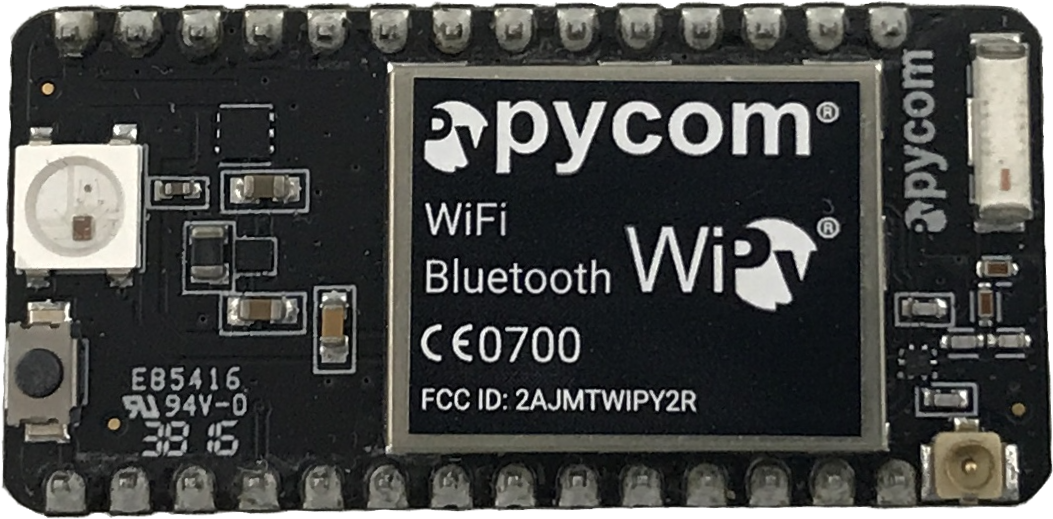 pycom®
WiFi
Bluetooth
WiPy®
CE0700
FCC ID: 2AJMTWIPY2R
pycom
E85416
94V-0
3816